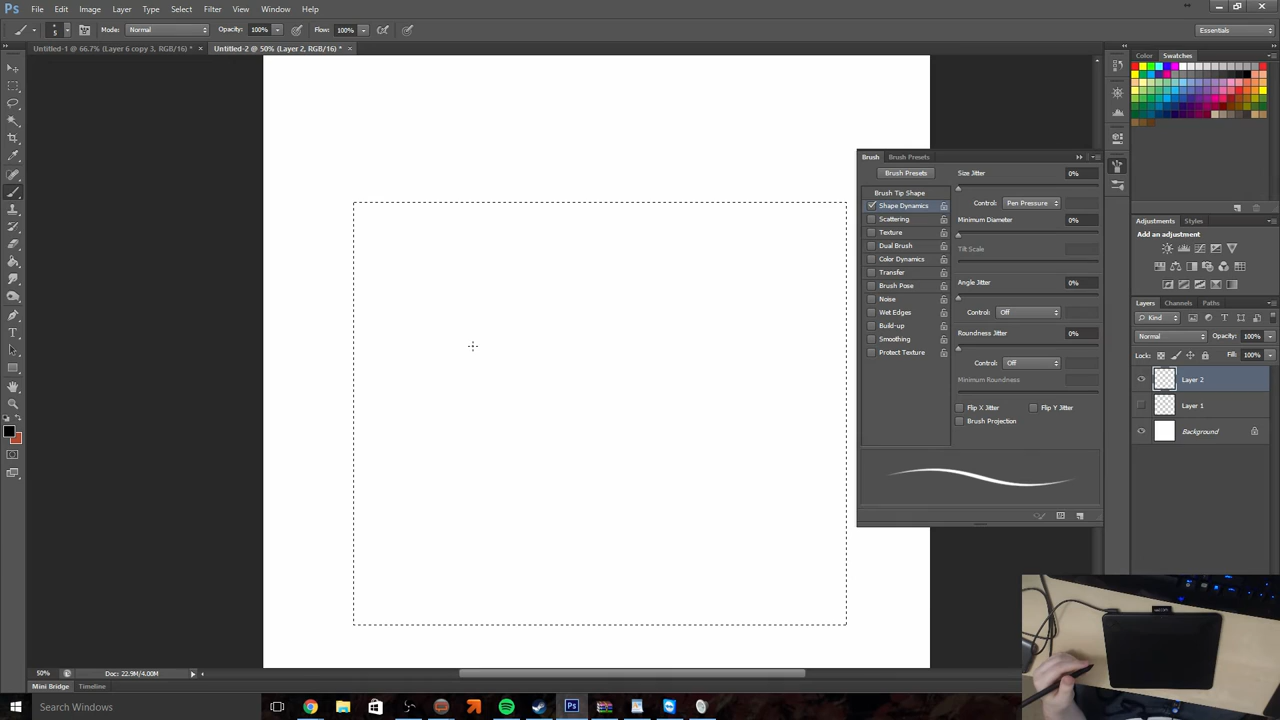 Ps File Edit Image Layer Type Select Filter View Window Help
5 Mode: Normal Opacity: 100% Flow: 100% Essentials
Untitled-1 @ 66.7% (Layer 6 copy 3, RGB/16) * × Untitled-2 @ 50% (Layer 2, RGB/16) * ×
Color Swatches
Brush Brush Presets
Brush Presets
Brush Tip Shape
Shape Dynamics
Scattering
Texture
Dual Brush
Color Dynamics
Transfer
Brush Pose
Noise
Wet Edges
Build-up
Smoothing
Protect Texture
Size Jitter 0%
Control: Pen Pressure
Minimum Diameter 0%
Tilt Scale
Angle Jitter 0%
Control: Off
Roundness Jitter 0%
Control: Off
Minimum Roundness
Flip X Jitter Flip Y Jitter
Brush Projection
Adjustments Styles
Add an adjustment
Layers Channels Paths
Kind
Normal Opacity: 100%
Lock: Fill: 100%
Layer 2
Layer 1
Background
50% Doc: 22.9M/4.00M
Mini Bridge Timeline
Search Windows
Ps